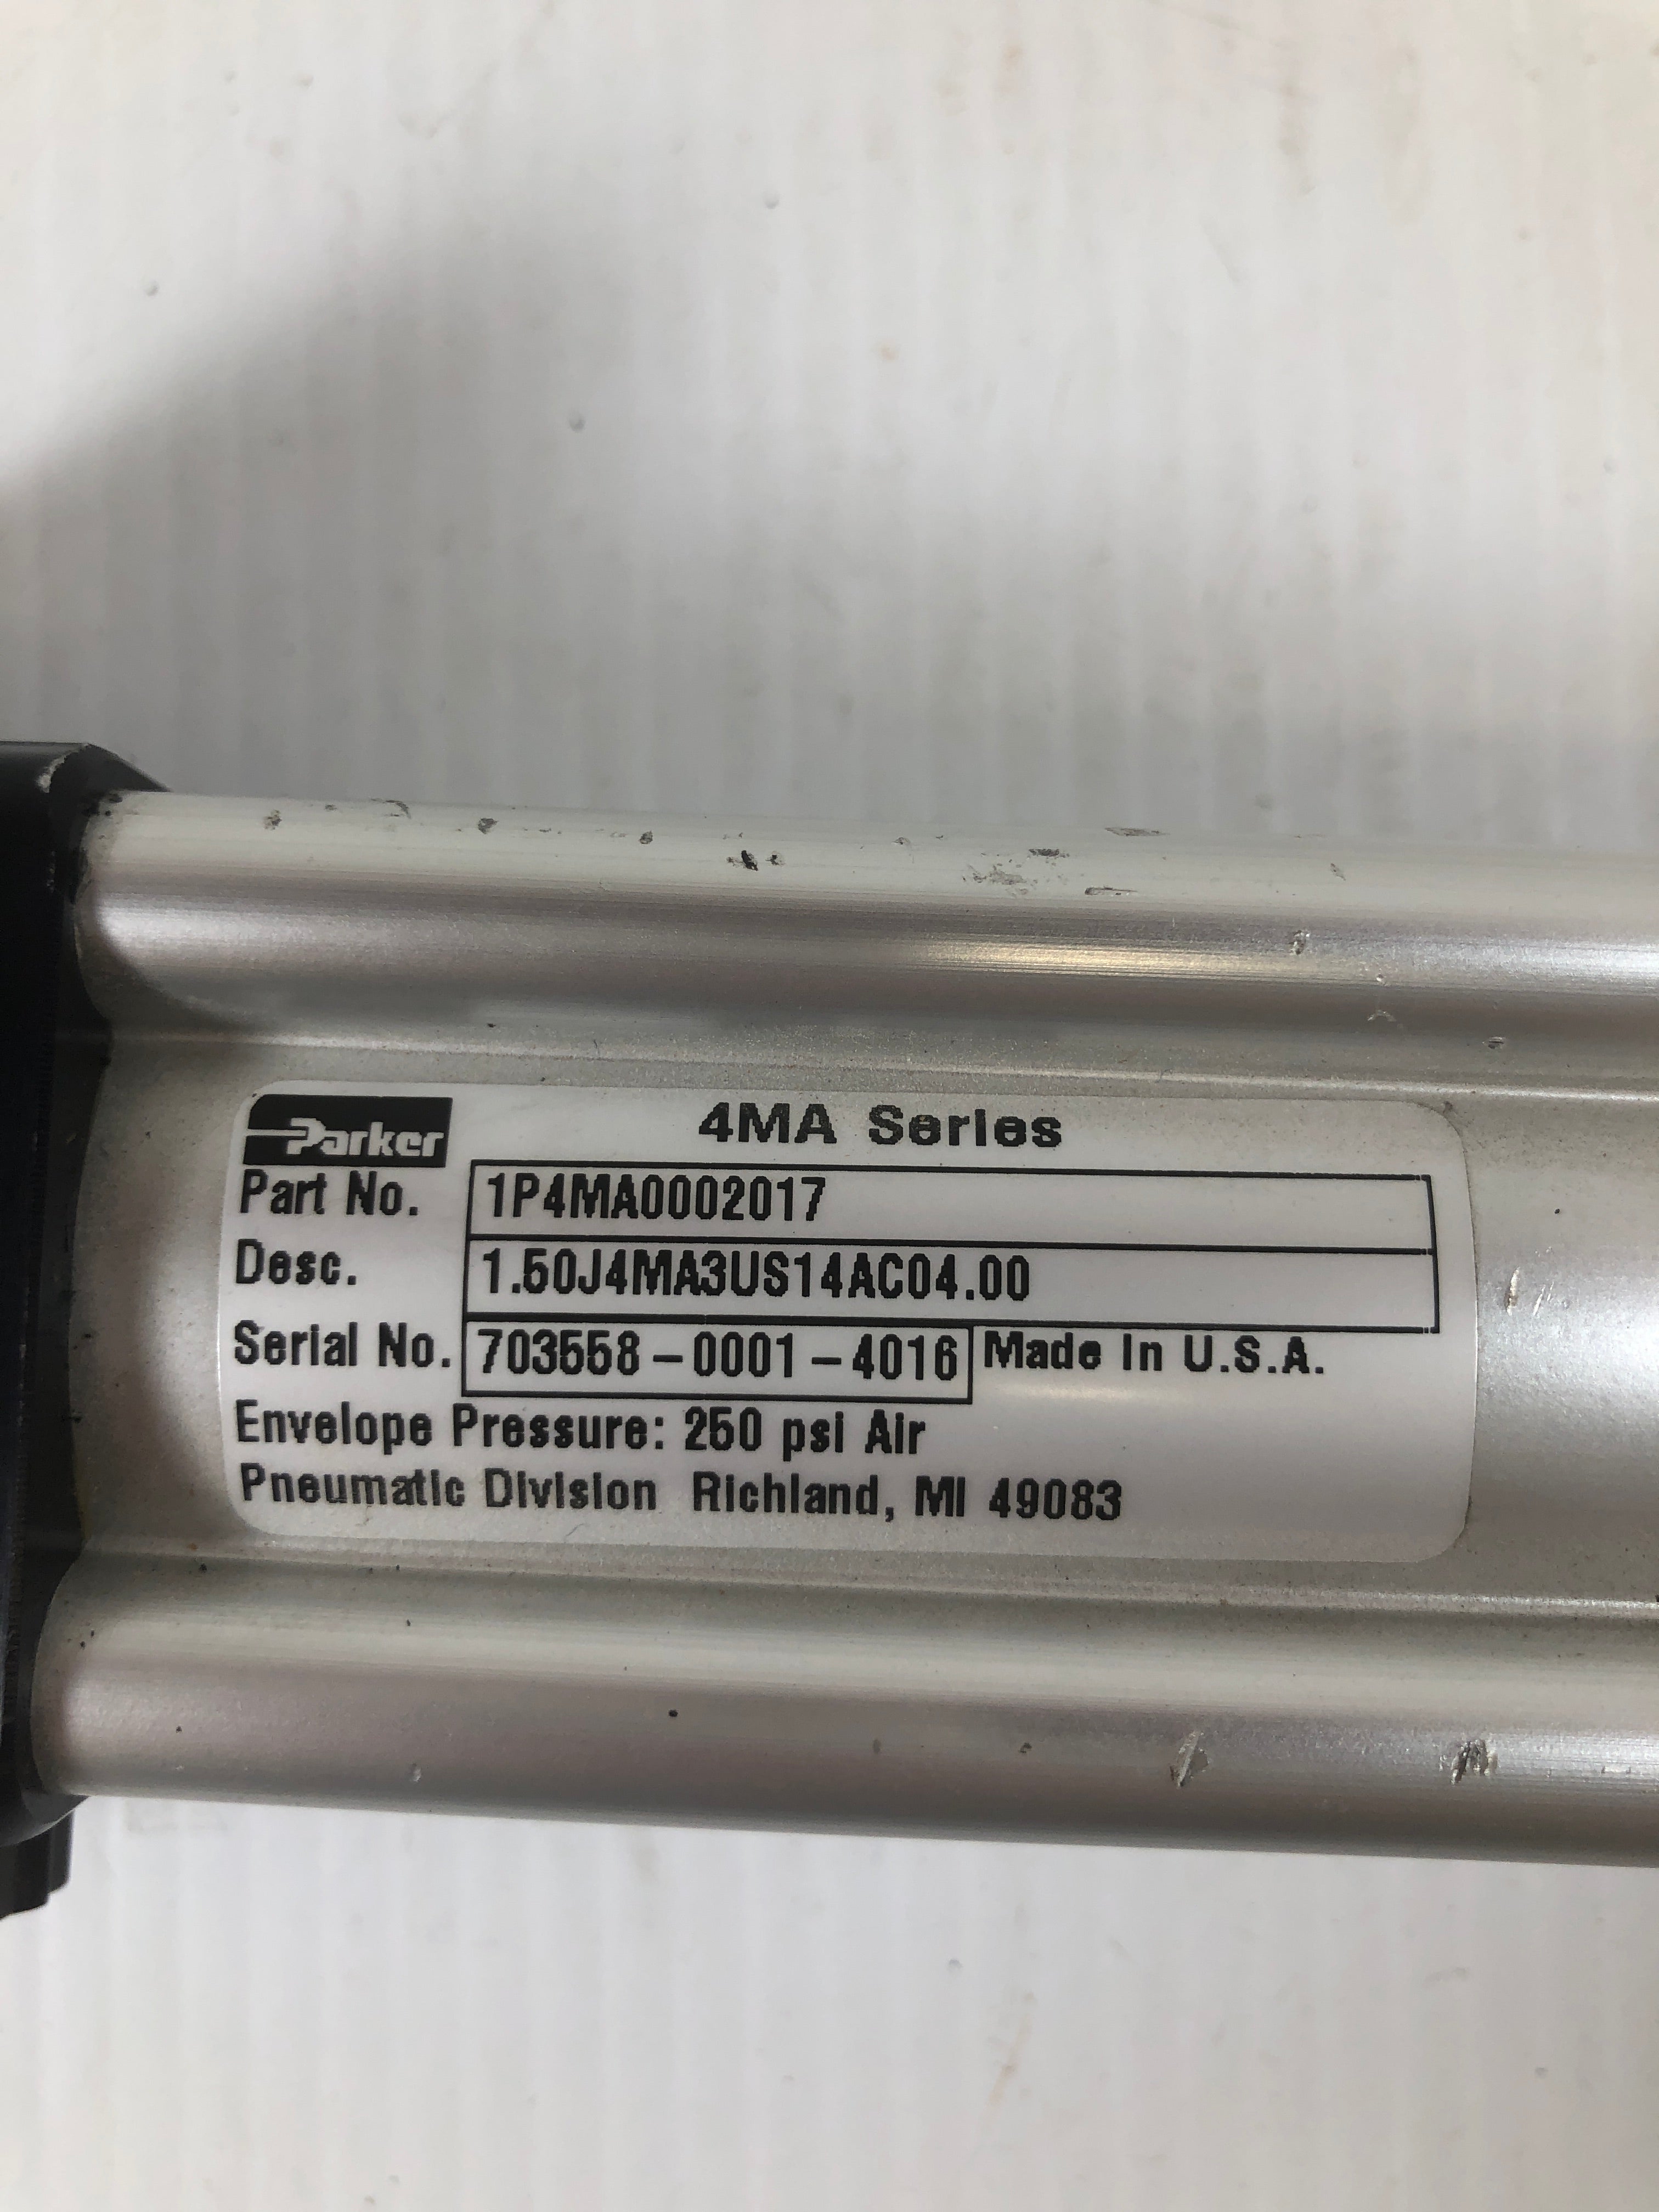 Parker 4MA Series
Part No. 1P4MA0002017
Desc. 1.50J4MA3US14AC04.00
Serial No. 703558-0001-4016 Made In U.S.A.
Envelope Pressure: 250 psi Air
Pneumatic Division Richland, MI 49083